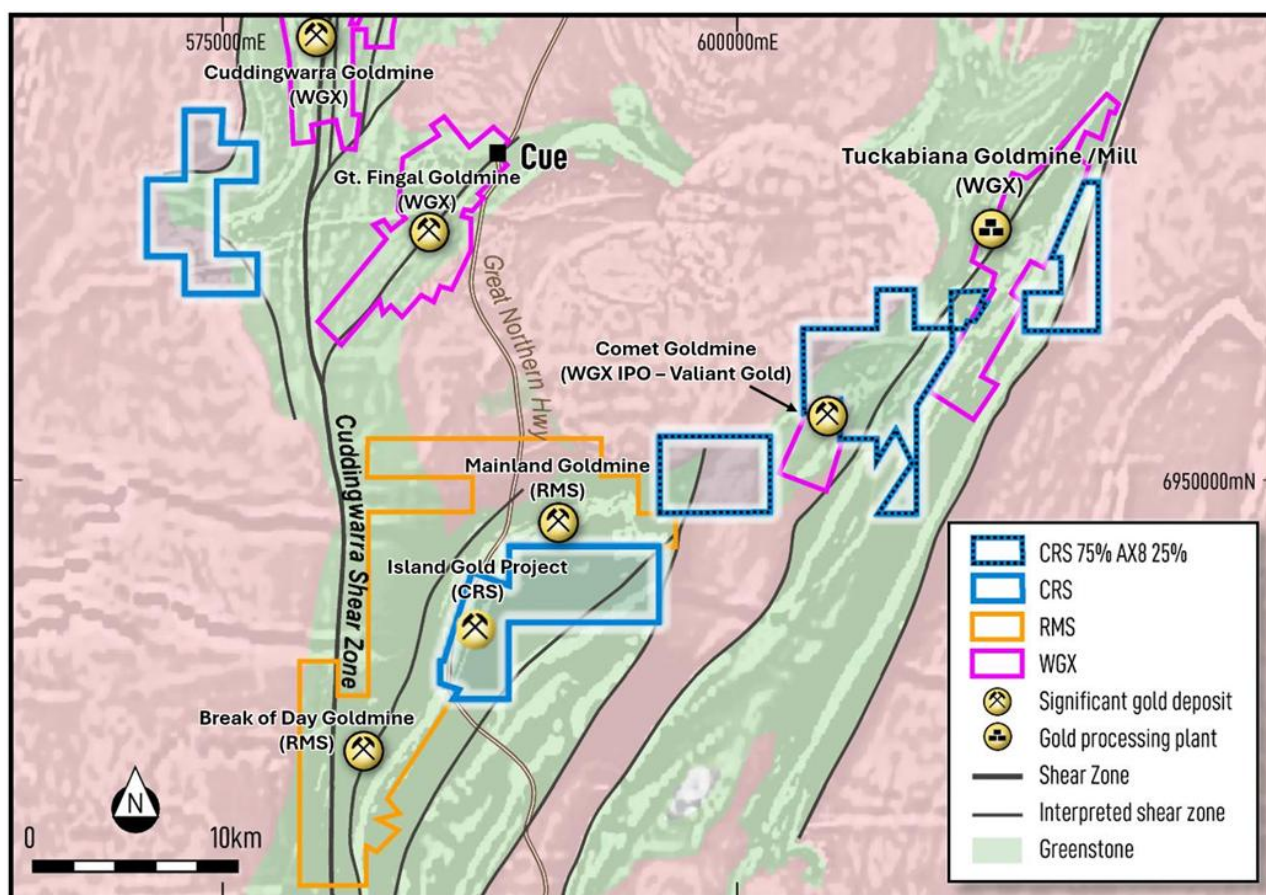 575000mE
600000mE
Cuddingwarra Goldmine
(WGX)
Cue
Gt. Fingal Goldmine
(WGX)
Tuckabiana Goldmine /Mill
(WGX)
Great Northern Hwy
Comet Goldmine
(WGX IPO – Valiant Gold)
Cuddingwarra Shear Zone
Mainland Goldmine
(RMS)
6950000mN
Island Gold Project
(CRS)
Break of Day Goldmine
(RMS)
N
0
10km
CRS 75% AX8 25%
CRS
RMS
WGX
Significant gold deposit
Gold processing plant
Shear Zone
Interpreted shear zone
Greenstone